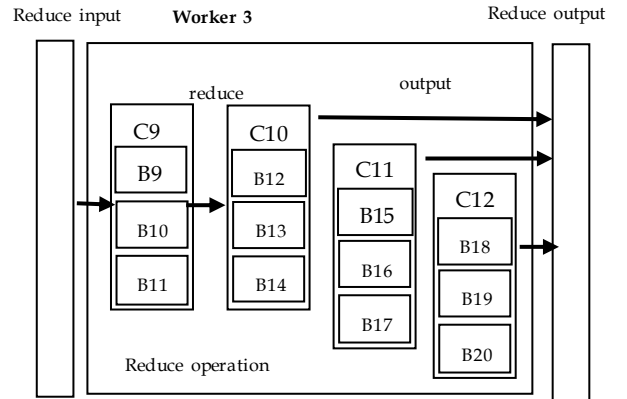 Reduce input
Worker 3
Reduce output
reduce
output
C9
B9
B10
B11
C10
B12
B13
B14
C11
B15
B16
B17
C12
B18
B19
B20
Reduce operation